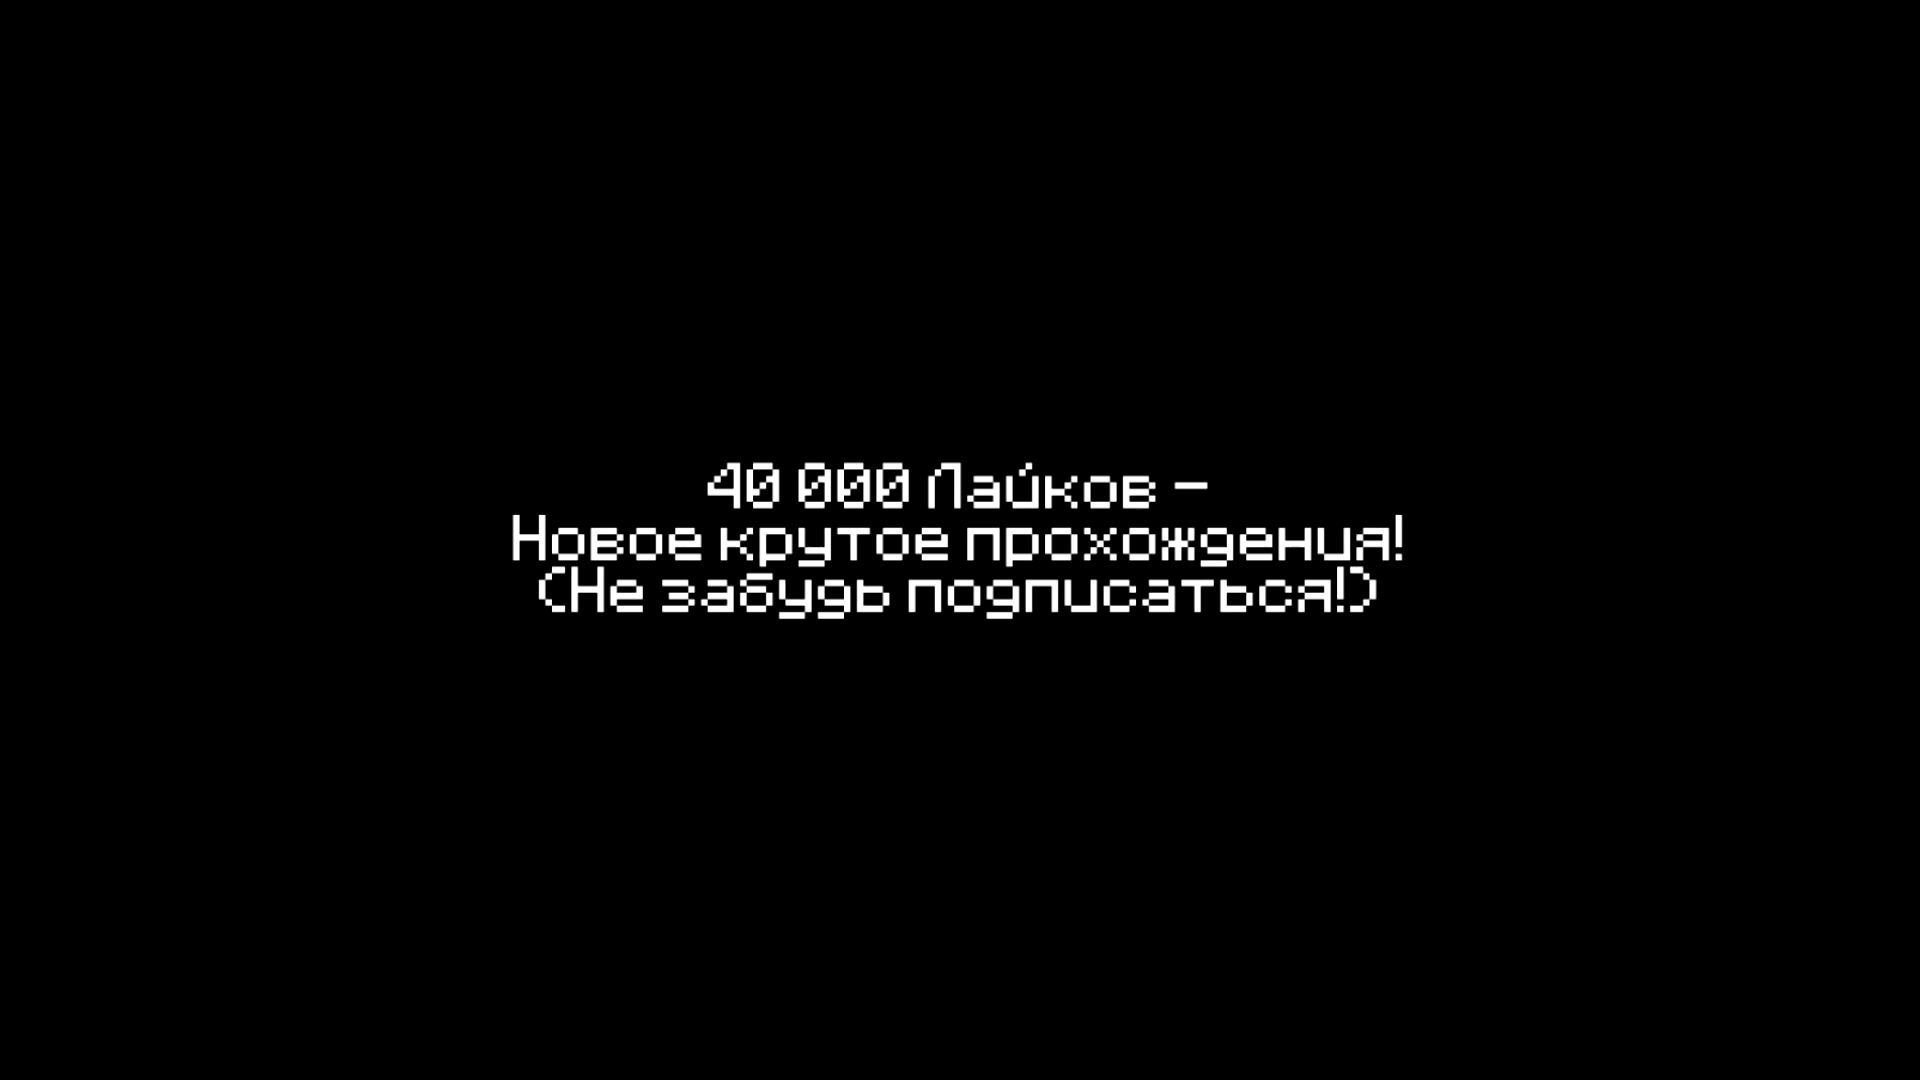 40 000 Лайков –
Новое крутое прохождения!
(Не забудь подписаться!)